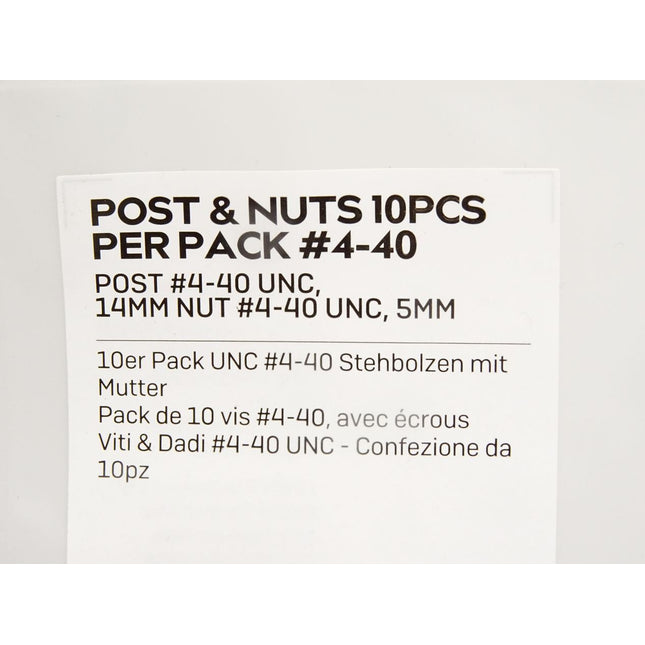 POST & NUTS 10PCS
PER PACK #4-40
POST #4-40 UNC,
14MM NUT #4-40 UNC, 5MM
10er Pack UNC #4-40 Stehbolzen mit
Mutter
Pack de 10 vis #4-40, avec écrous
Viti & Dadi #4-40 UNC - Confezione da
10pz